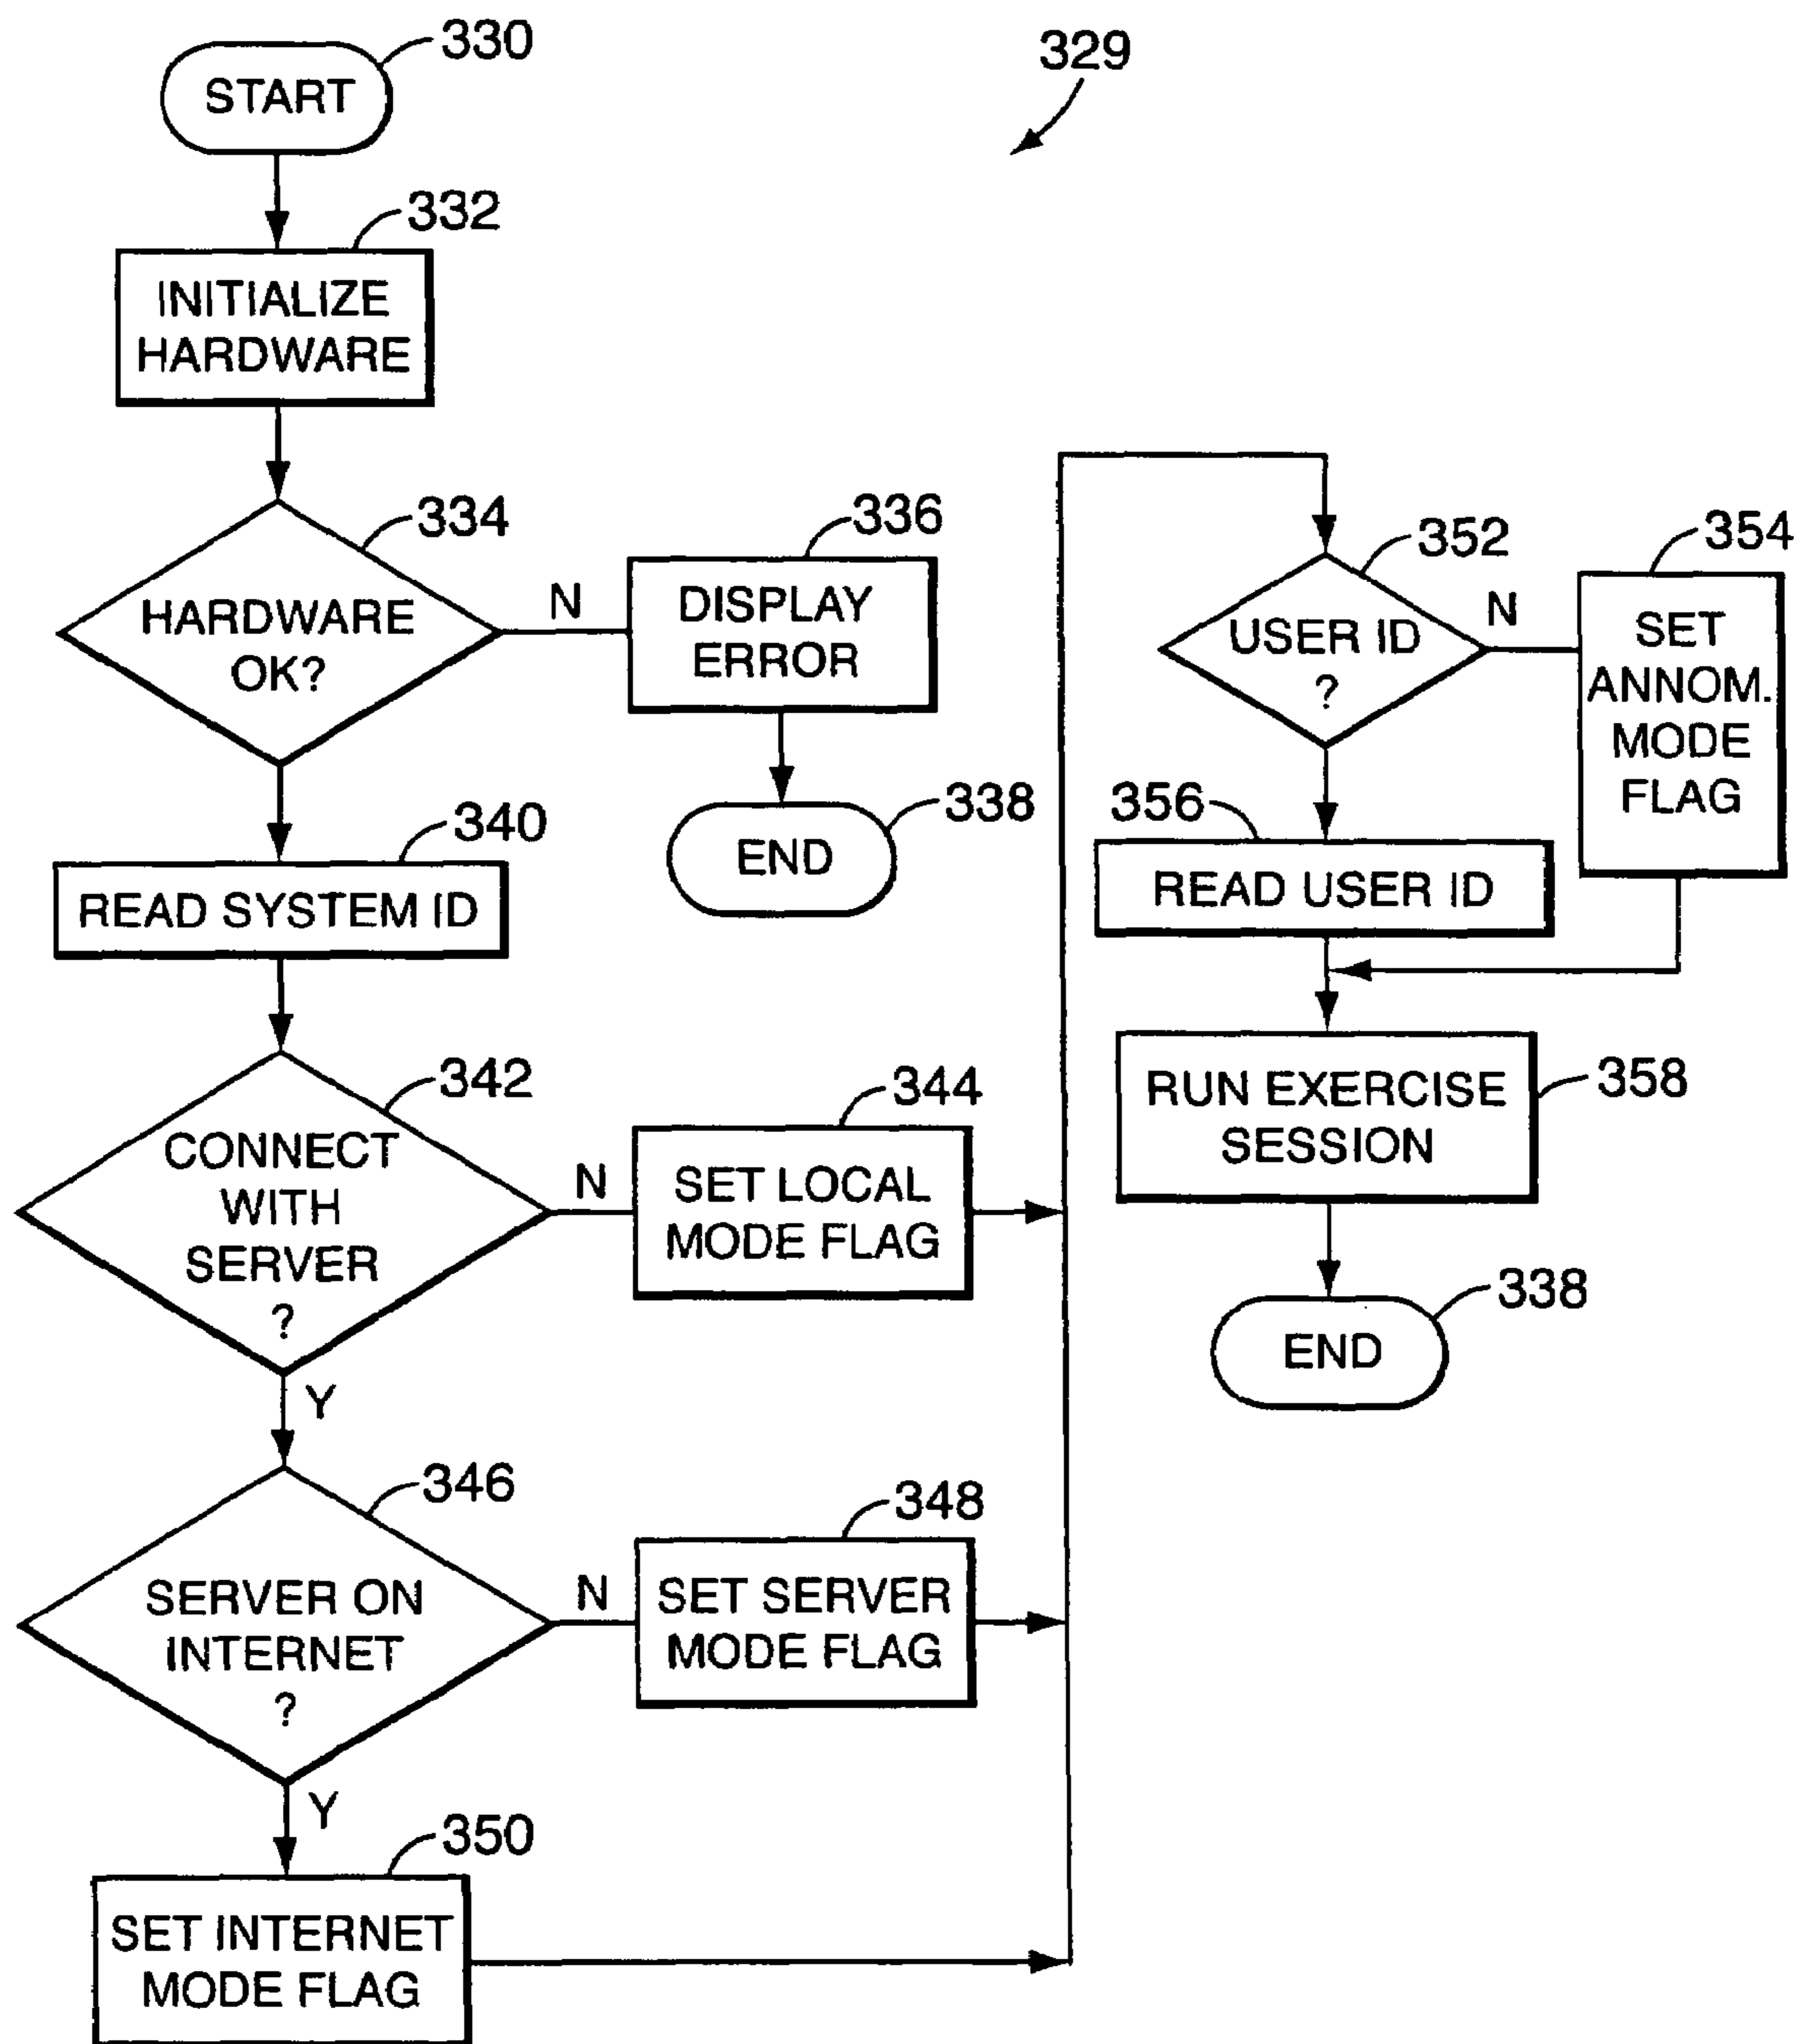 330
START
329
332
INITIALIZE
HARDWARE
334
HARDWARE
OK?
N
336
DISPLAY
ERROR
338
END
340
READ SYSTEM ID
342
CONNECT
WITH
SERVER
?
N
344
SET LOCAL
MODE FLAG
Y
346
SERVER ON
INTERNET
?
N
348
SET SERVER
MODE FLAG
Y
350
SET INTERNET
MODE FLAG
352
USER ID
?
N
354
SET
ANNOM.
MODE
FLAG
356
READ USER ID
358
RUN EXERCISE
SESSION
338
END